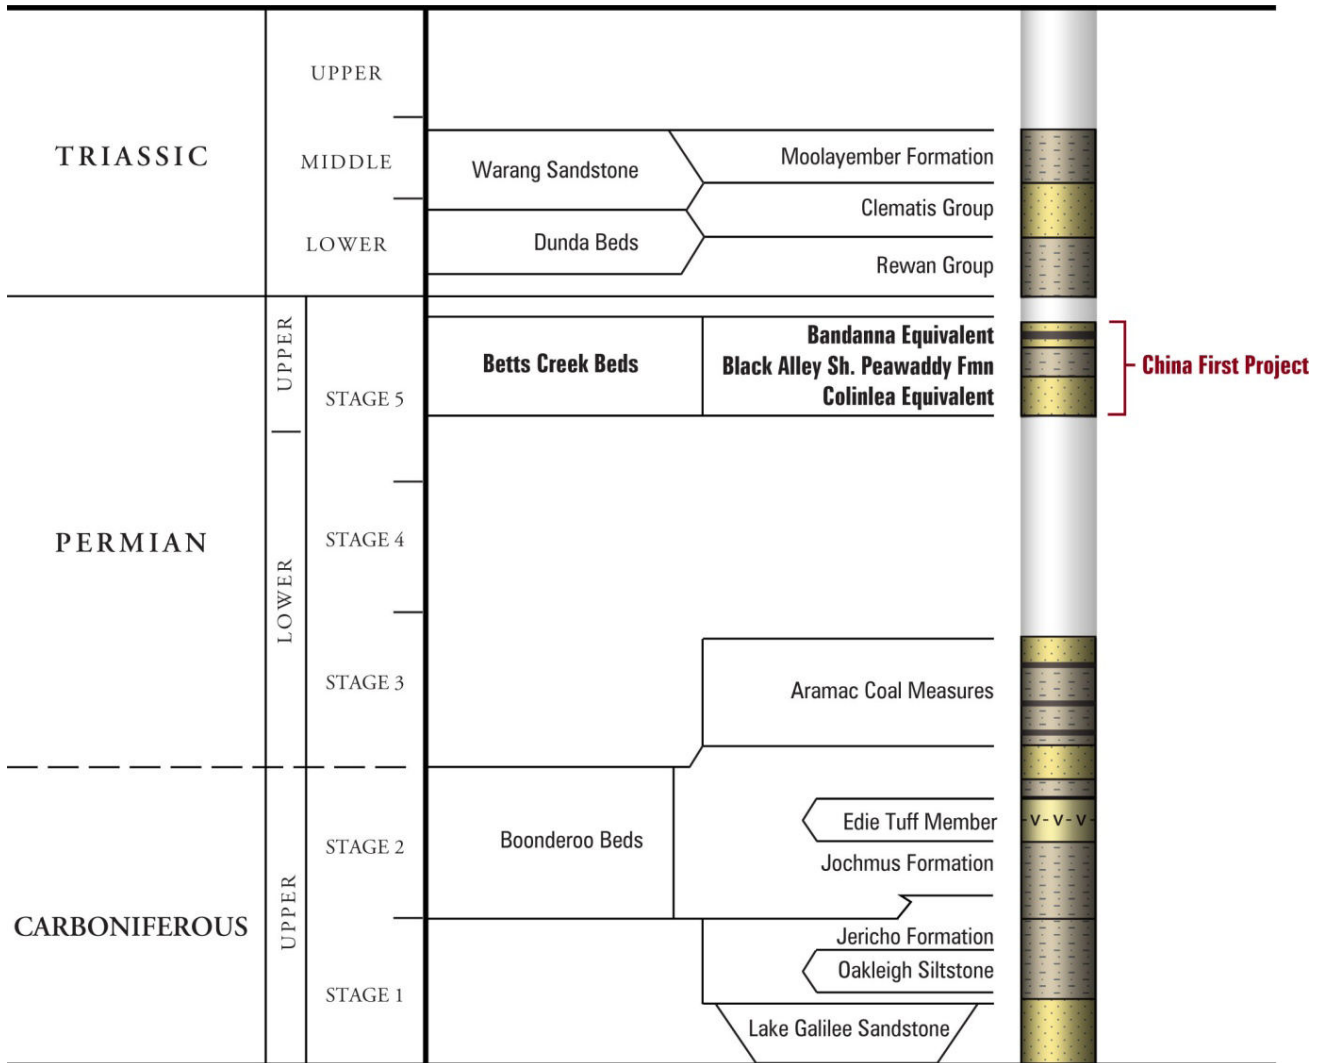 UPPER
TRIASSIC
MIDDLE
LOWER
Warang Sandstone
Dunda Beds
Moolayember Formation
Clematis Group
Rewan Group
PERMIAN
UPPER
LOWER
STAGE 5
STAGE 4
STAGE 3
Betts Creek Beds
Bandanna Equivalent
Black Alley Sh. Peawaddy Fmn
Colinlea Equivalent
China First Project
Aramac Coal Measures
CARBONIFEROUS
UPPER
STAGE 2
STAGE 1
Boonderoo Beds
Edie Tuff Member
Jochmus Formation
Jericho Formation
Oakleigh Siltstone
Lake Galilee Sandstone
-V-V-V-